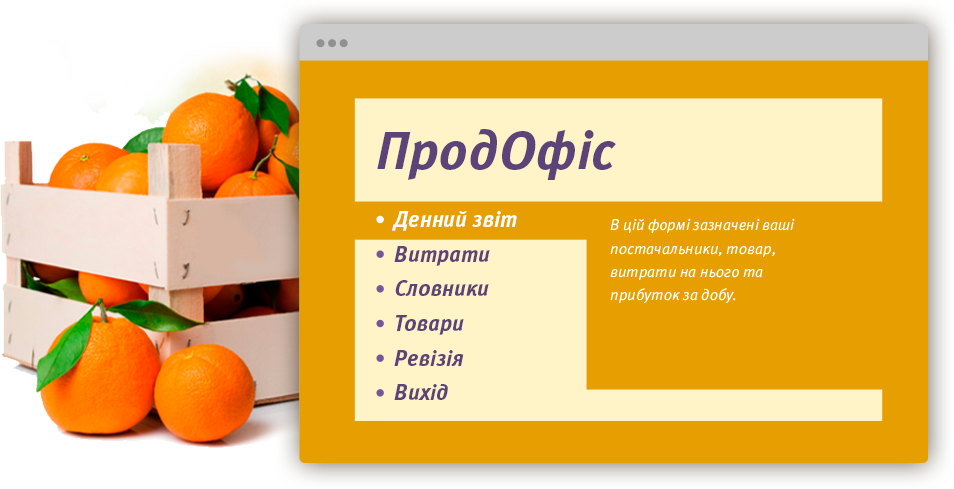 ПродОфіс
• Денний звіт
• Витрати
• Словники
• Товари
• Ревізія
• Вихід
В цій формі зазначені ваші
постачальники, товар,
витрати на нього та
прибуток за добу.